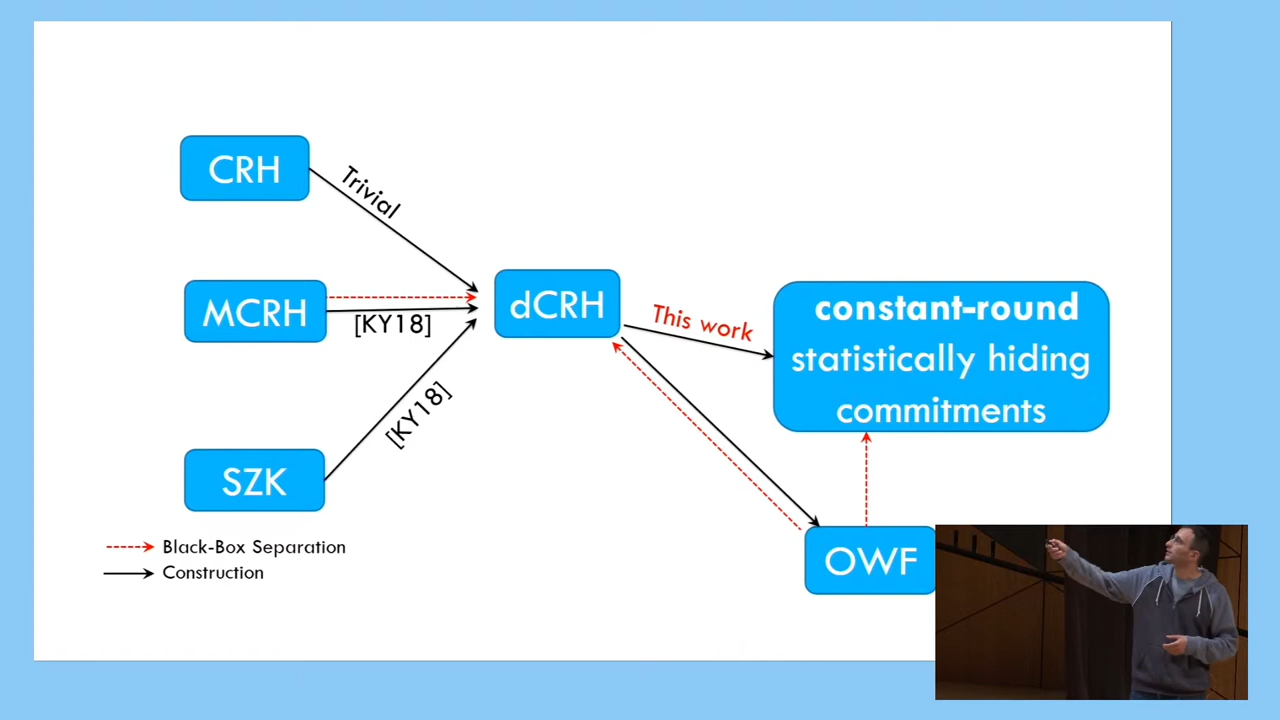 CRH
Trivial
MCRH
[KY18]
SZK
[KY18]
dCRH
This work
constant-round
statistically hiding
commitments
OWF
Black-Box Separation
Construction